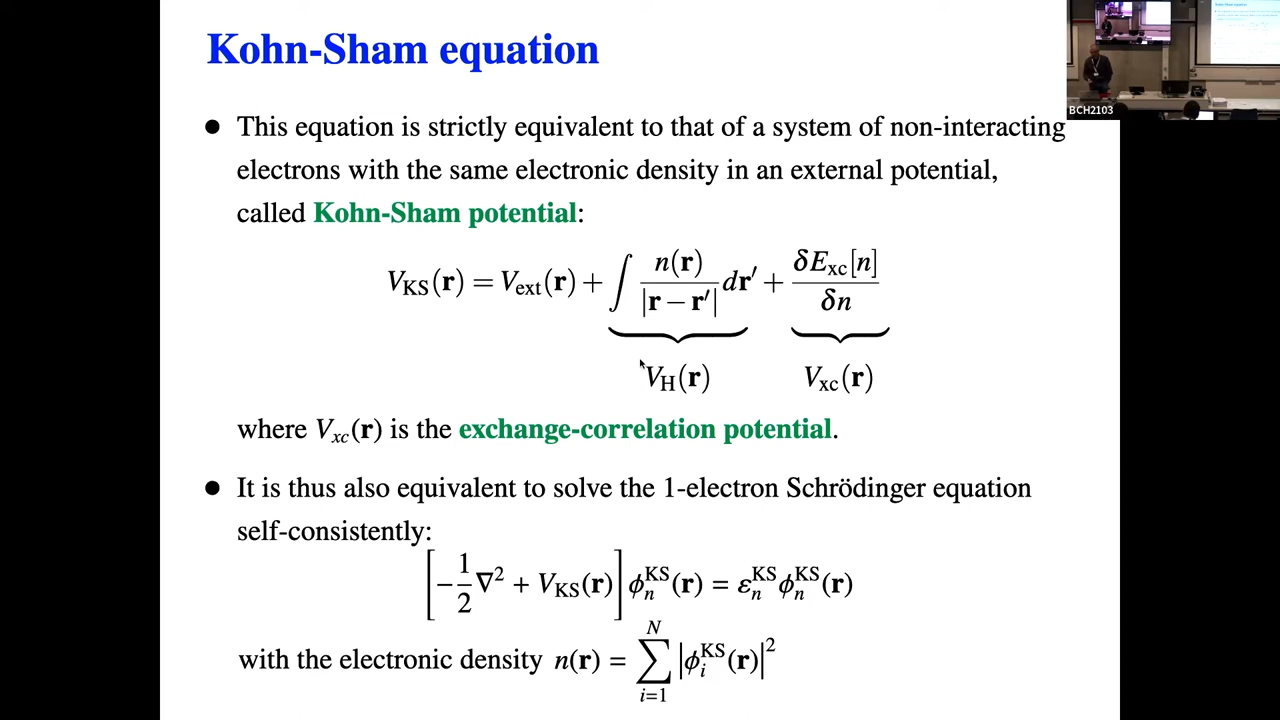 Kohn-Sham equation
BCH2103
● This equation is strictly equivalent to that of a system of non-interacting
electrons with the same electronic density in an external potential,
called Kohn-Sham potential:
V_KS(r) = V_ext(r) + ∫ n(r) / |r − r′| dr′ + δE_xc[n] / δn
V_H(r) V_xc(r)
where V_xc(r) is the exchange-correlation potential.
● It is thus also equivalent to solve the 1-electron Schrödinger equation
self-consistently:
[−1/2 ∇² + V_KS(r)] ϕ_n^KS(r) = ε_n^KS ϕ_n^KS(r)
with the electronic density n(r) = ∑_{i=1}^{N} |ϕ_i^KS(r)|²